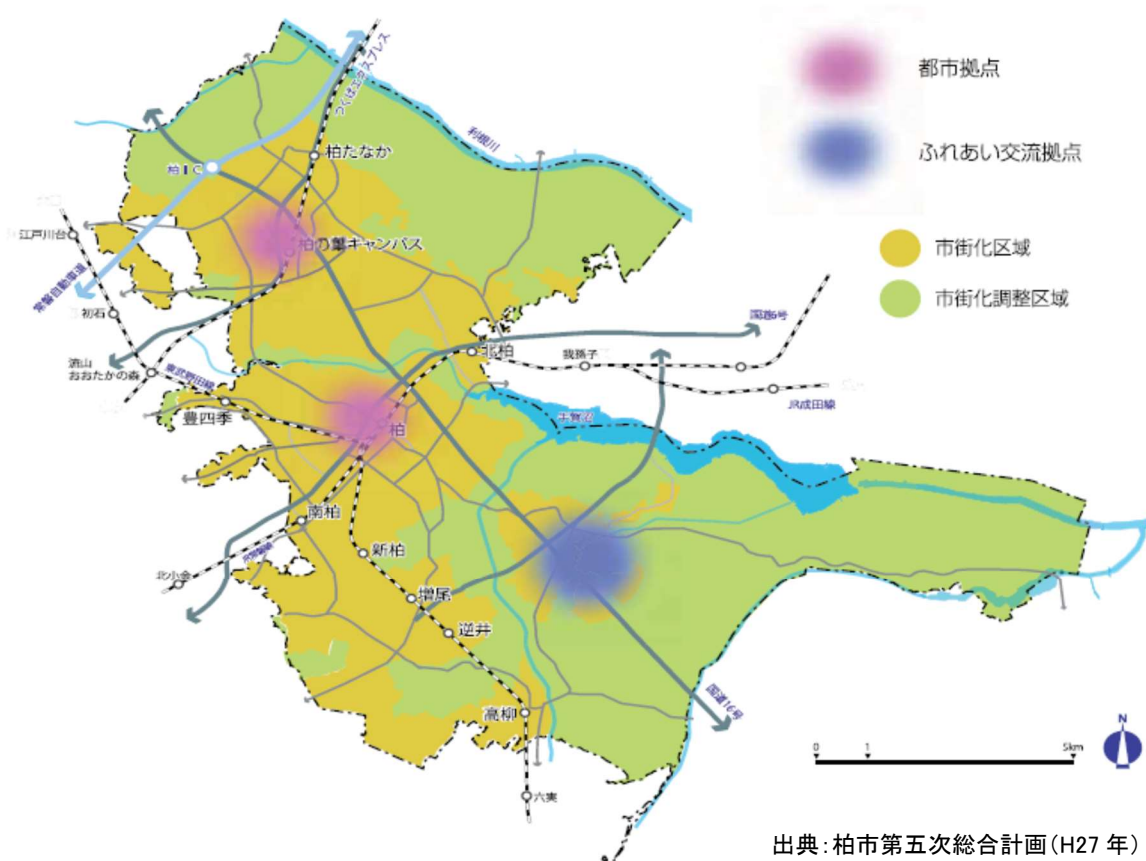 都市拠点
ふれあい交流拠点
市街化区域
市街化調整区域
つくばエクスプレス
利根川
柏たなか
柏IC
江戸川台
柏の葉キャンパス
常磐自動車道
初石
国道6号
北柏
我孫子
流山
おおたかの森
東武野田線
JR成田線
豊四季
手賀沼
柏
南柏
JR常磐線
新柏
北小金
増尾
逆井
高柳
国道16号
六実
N
0 1 5km
出典:柏市第五次総合計画(H27 年)